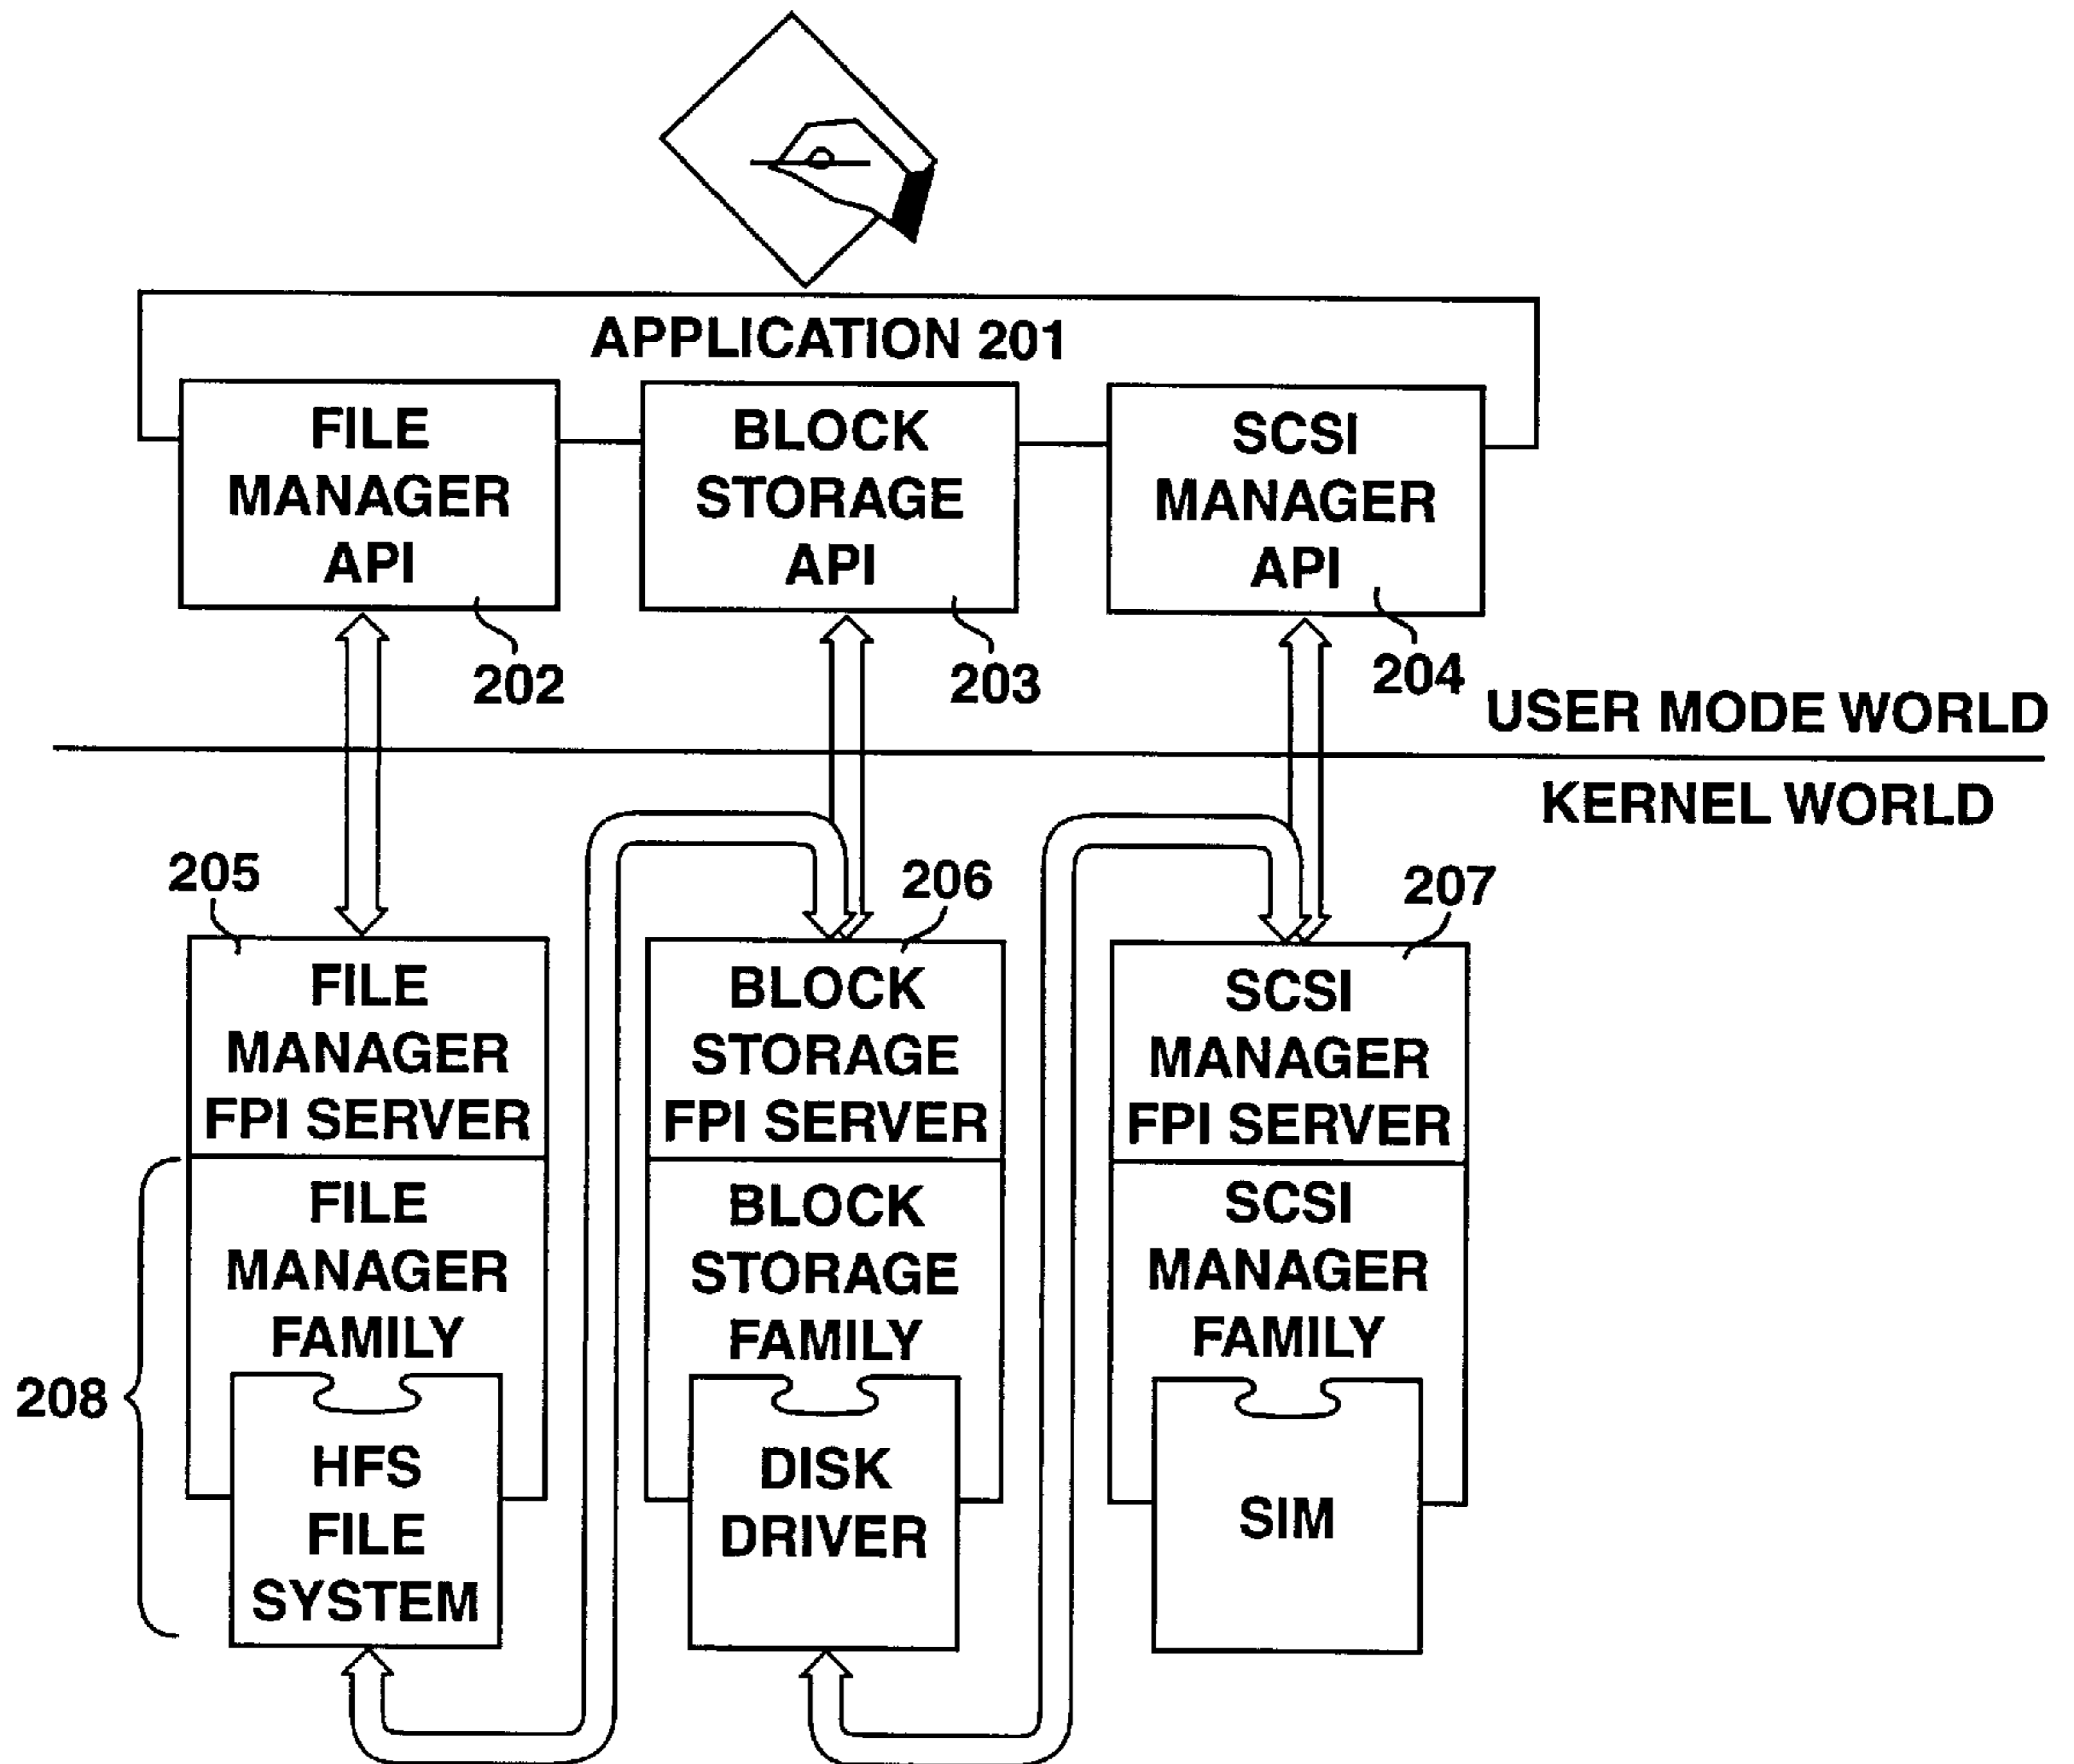 APPLICATION 201
FILE
MANAGER
API
202
BLOCK
STORAGE
API
203
SCSI
MANAGER
API
204
USER MODE WORLD
KERNEL WORLD
205
FILE
MANAGER
FPI SERVER
FILE
MANAGER
FAMILY
208
HFS
FILE
SYSTEM
206
BLOCK
STORAGE
FPI SERVER
BLOCK
STORAGE
FAMILY
DISK
DRIVER
207
SCSI
MANAGER
FPI SERVER
SCSI
MANAGER
FAMILY
SIM